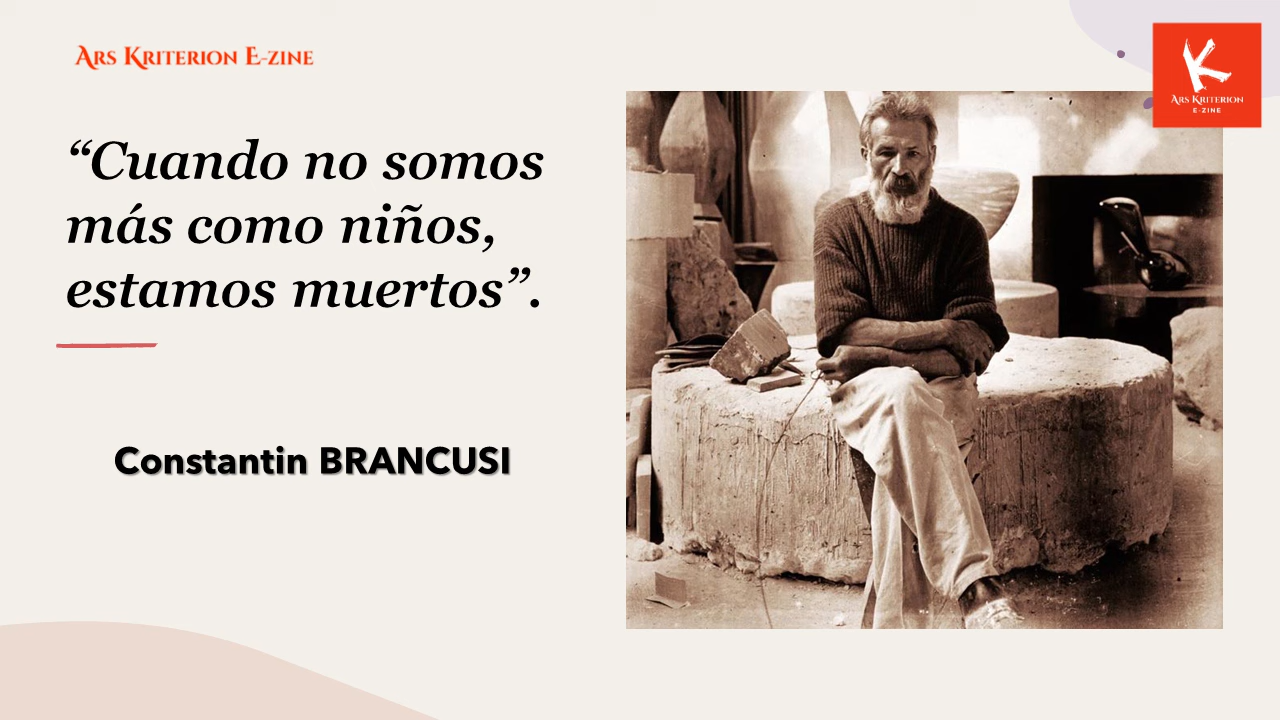 ARS KRITERION E-ZINE
“Cuando no somos
más como niños,
estamos muertos”.
Constantin BRANCUSI
K
ARS KRITERION
E-ZINE